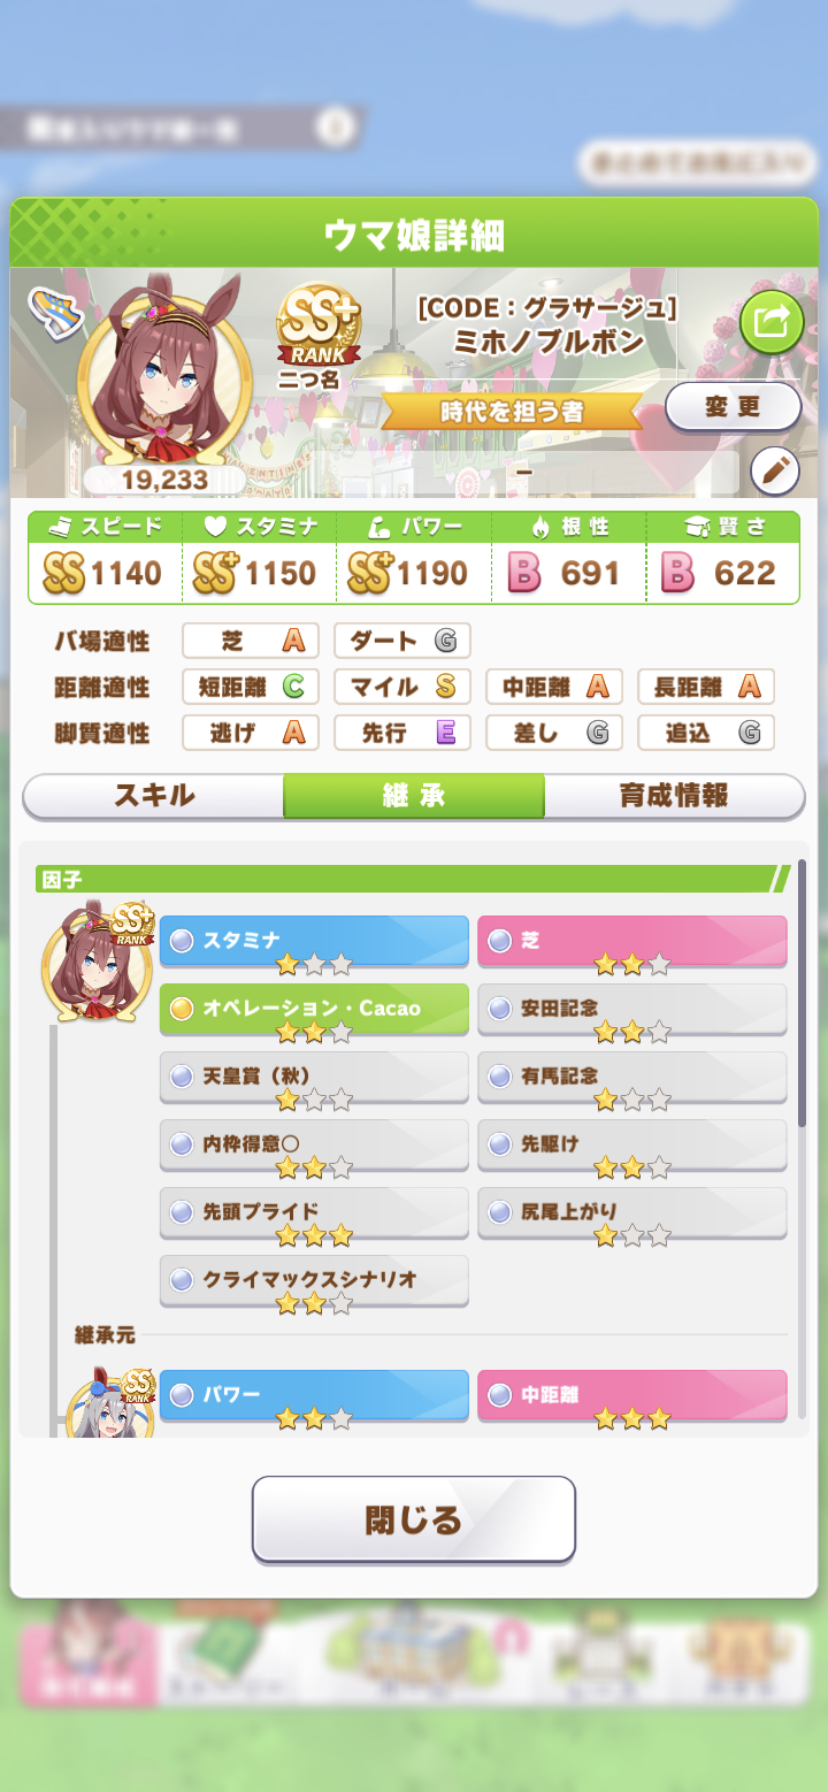 ウマ娘詳細
SS+
RANK
二つ名
[CODE：グラサージュ]
ミホノブルボン
時代を担う者
変更
19,233
－
スピード スタミナ パワー 根性 賢さ
SS 1140 SS+ 1150 SS+ 1190 B 691 B 622
バ場適性 芝 A ダート G
距離適性 短距離 C マイル S 中距離 A 長距離 A
脚質適性 逃げ A 先行 E 差し G 追込 G
スキル 継承 育成情報
因子
SS+
RANK
スタミナ 芝
オペレーション・Cacao 安田記念
天皇賞（秋） 有馬記念
内枠得意○ 先駆け
先頭プライド 尻尾上がり
クライマックスシナリオ
継承元
SS
RANK
パワー 中距離
閉じる